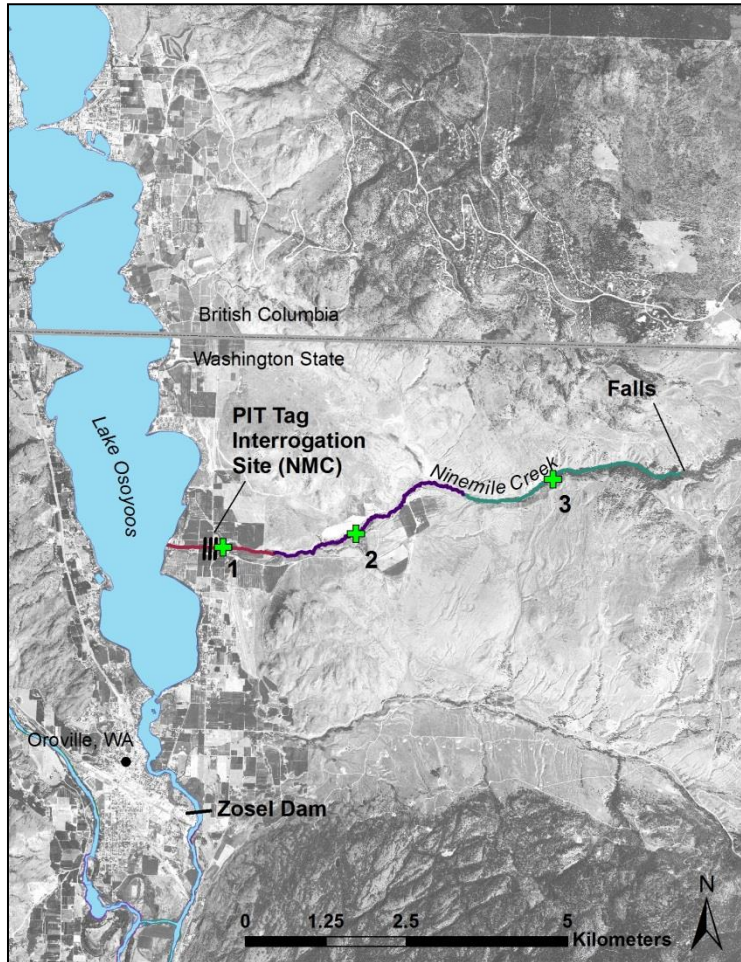 British Columbia
Washington State
Lake Osoyoos
PIT Tag
Interrogation
Site (NMC)
Falls
Ninemile Creek
1
2
3
Oroville, WA
Zosel Dam
N
0 1.25 2.5 5
Kilometers